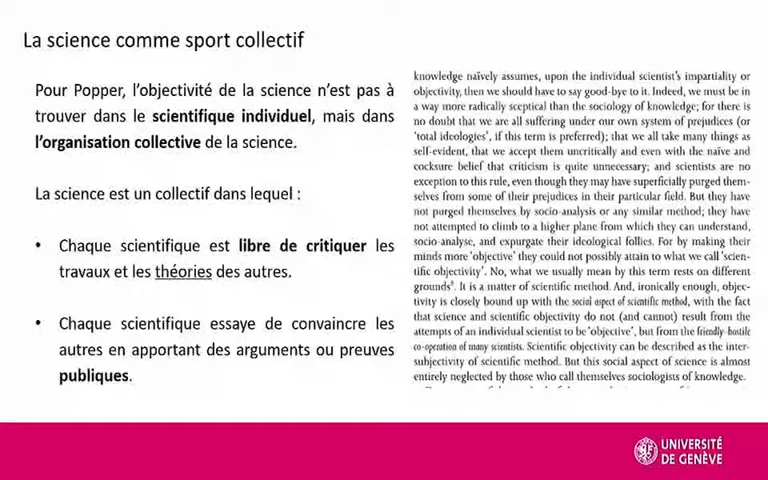 La science comme sport collectif
Pour Popper, l'objectivité de la science n'est pas à
trouver dans le scientifique individuel, mais dans
l'organisation collective de la science.
La science est un collectif dans lequel :
• Chaque scientifique est libre de critiquer les
travaux et les théories des autres.
• Chaque scientifique essaye de convaincre les
autres en apportant des arguments ou preuves
publiques.
knowledge naïvely assumes, upon the individual scientist's impartiality or
objectivity, then we should have to say good-bye to it. Indeed, we must be in
a way more radically sceptical than the sociology of knowledge; for there is
no doubt that we are all suffering under our own system of prejudices (or
'total ideologies', if this term is preferred); that we all take many things as
self-evident, that we accept them uncritically and even with the naïve and
cocksure belief that criticism is quite unnecessary; and scientists are no
exception to this rule, even though they may have superficially purged them-
selves from some of their prejudices in their particular field. But they have
not purged themselves by socio-analysis or any similar method; they have
not attempted to climb to a higher plane from which they can understand,
socio-analyse, and expurgate their ideological follies. For by making their
minds more 'objective' they could not possibly attain to what we call 'scien-
tific objectivity'. No, what we usually mean by this term rests on different
grounds⁸. It is a matter of scientific method. And, ironically enough, objec-
tivity is closely bound up with the social aspect of scientific method, with the fact
that science and scientific objectivity do not (and cannot) result from the
attempts of an individual scientist to be 'objective', but from the friendly-hostile
co-operation of many scientists. Scientific objectivity can be described as the inter-
subjectivity of scientific method. But this social aspect of science is almost
entirely neglected by those who call themselves sociologists of knowledge.
UNIVERSITÉ
DE GENÈVE